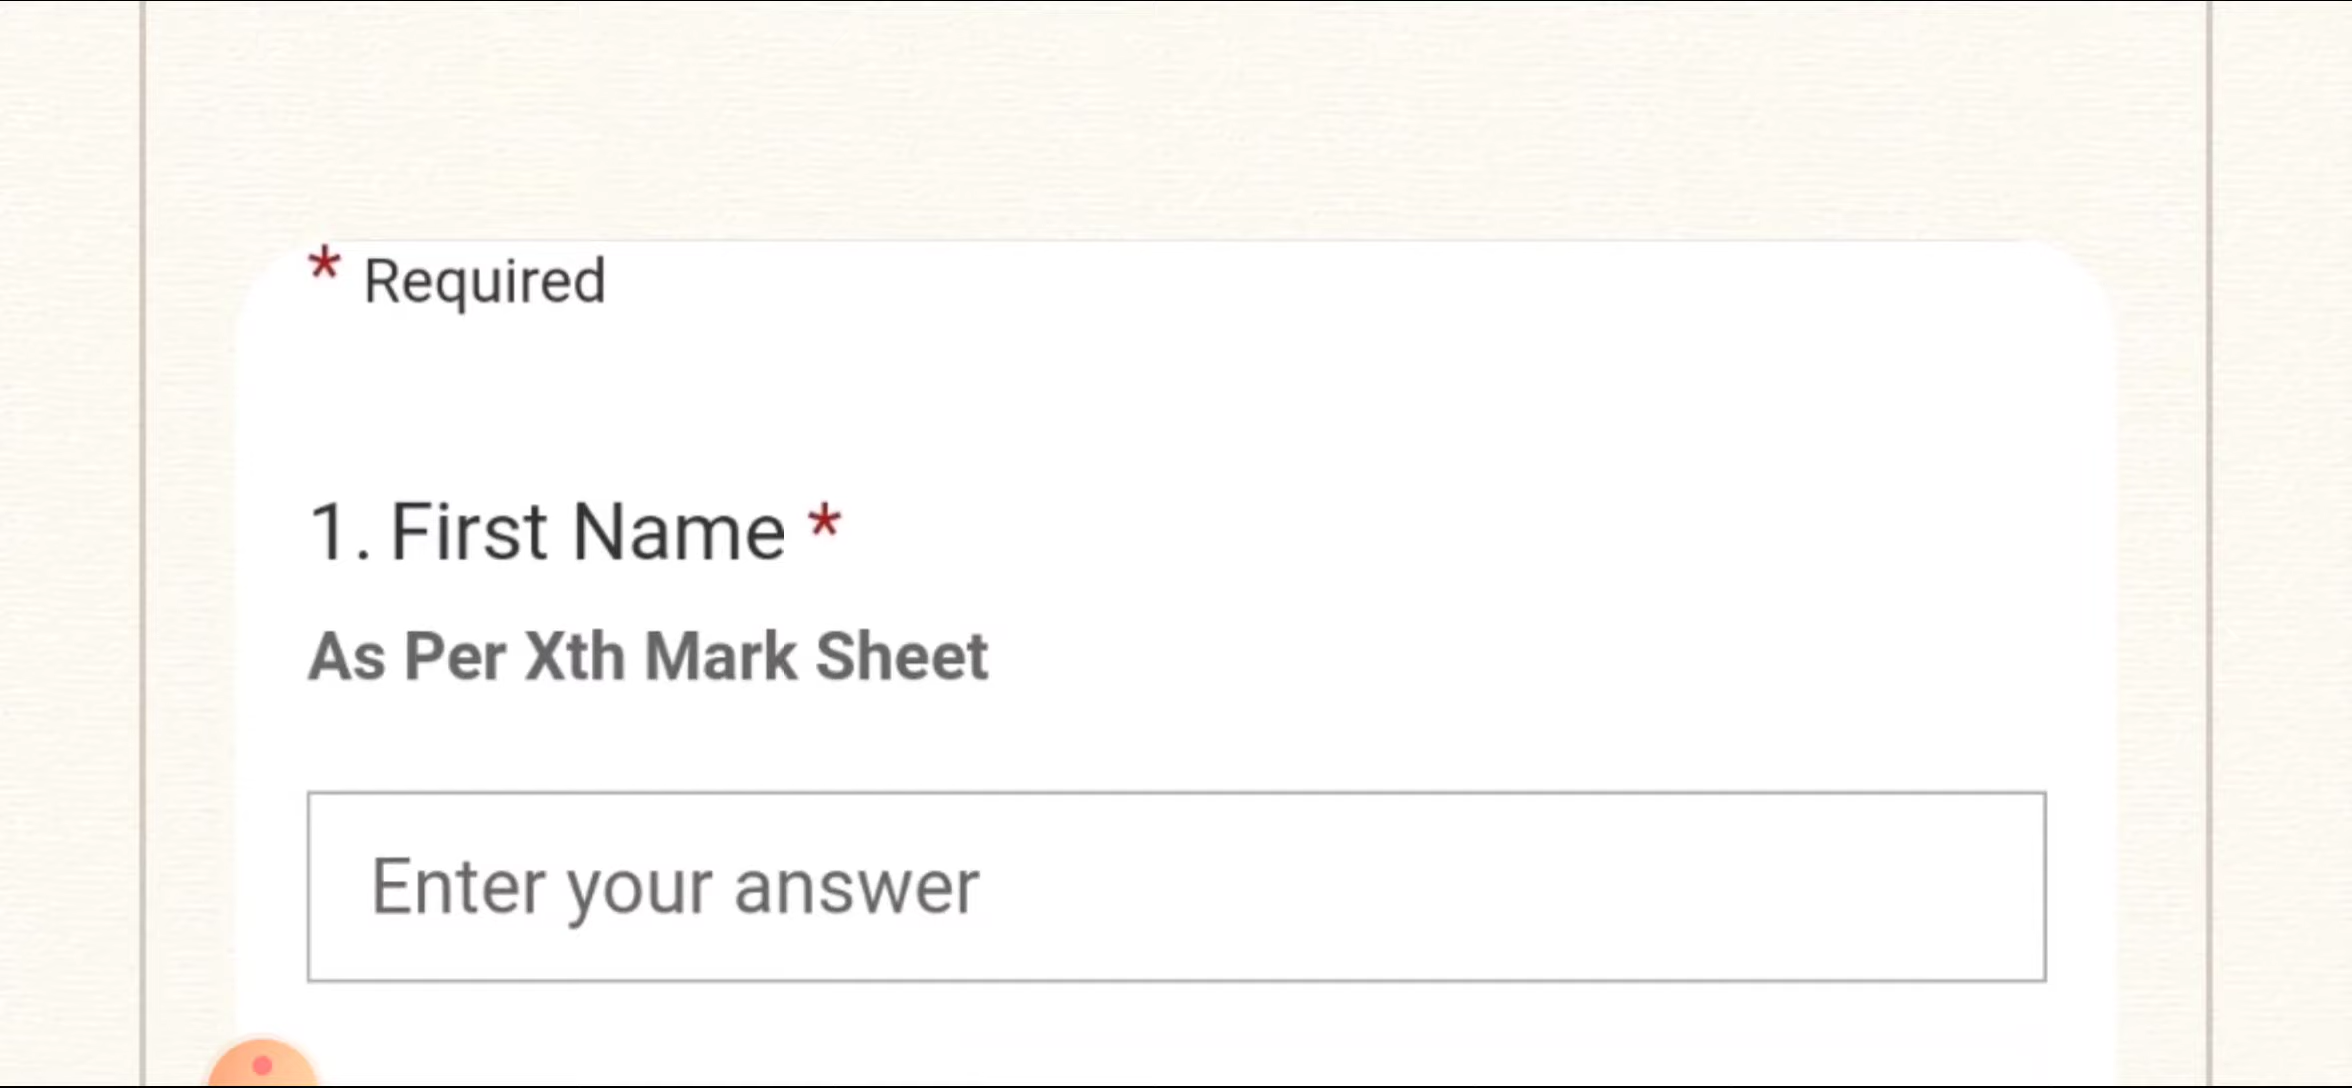 * Required
1. First Name *
As Per Xth Mark Sheet
Enter your answer